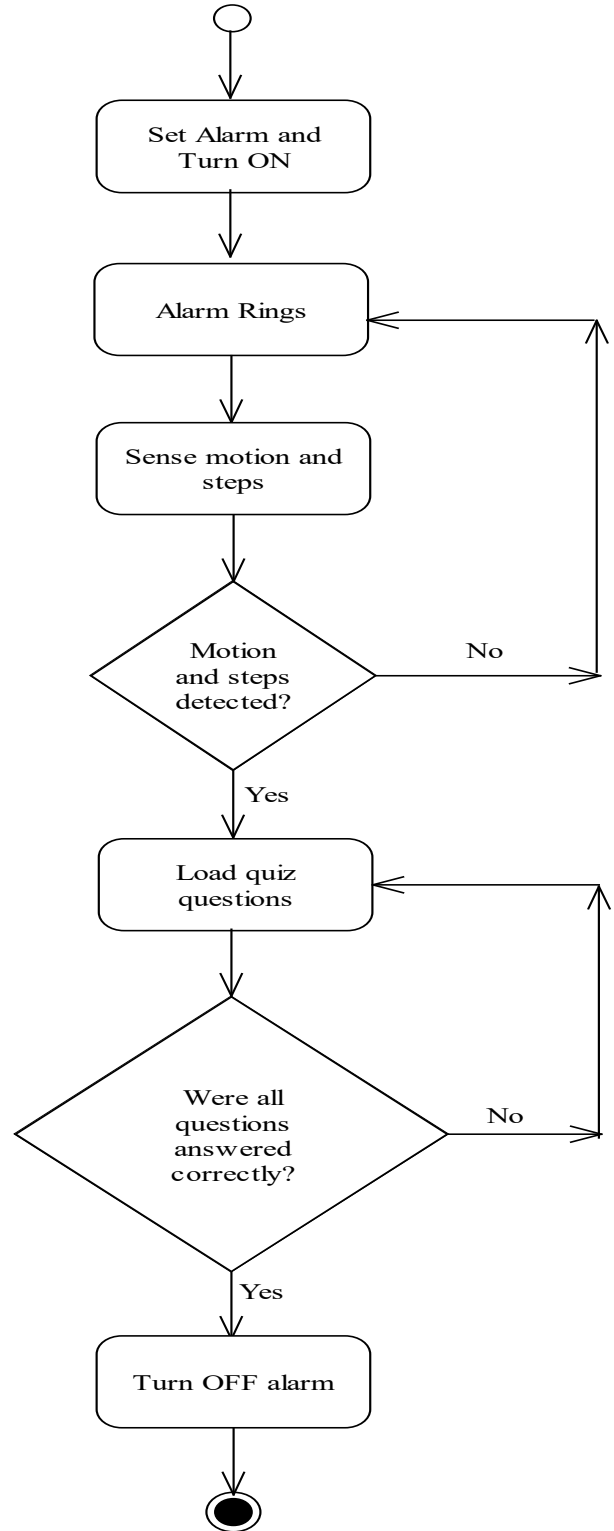 Set Alarm and
Turn ON
Alarm Rings
Sense motion and
steps
Motion
and steps
detected?
No
Yes
Load quiz
questions
Were all
questions
answered
correctly?
No
Yes
Turn OFF alarm